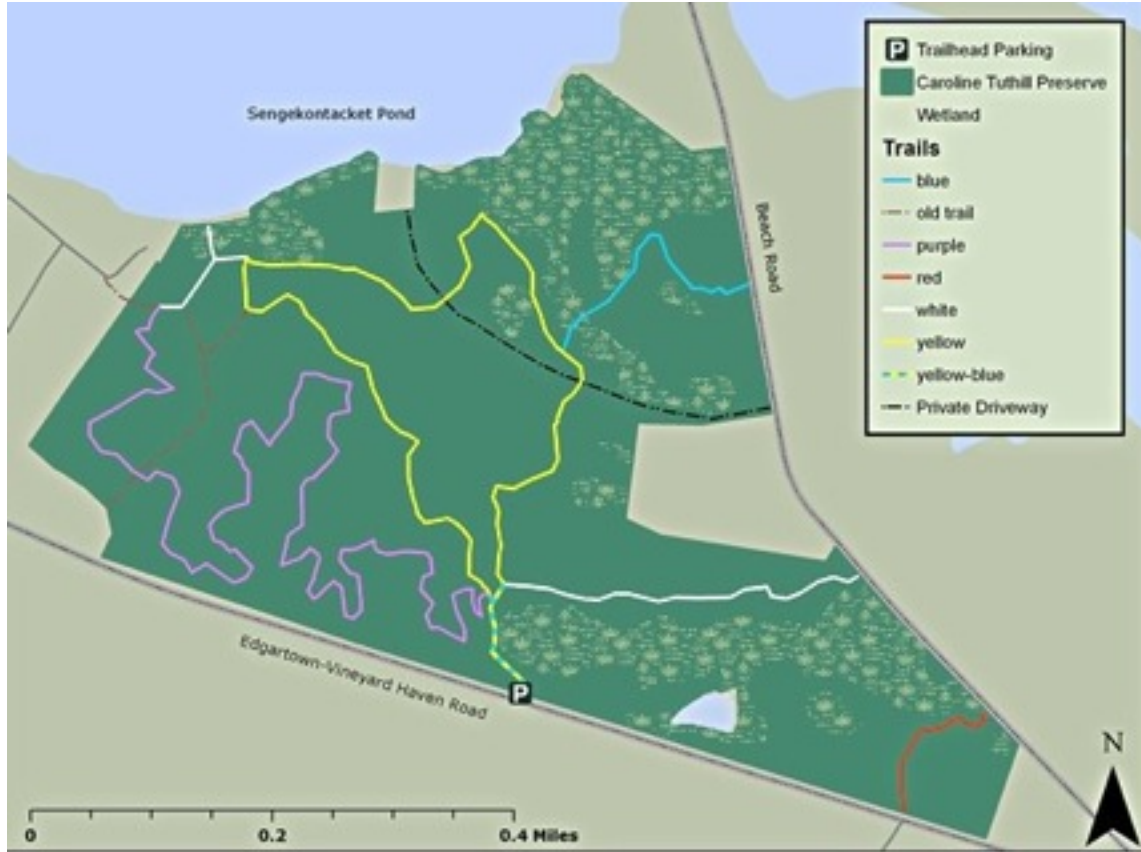 Sengekontacket Pond
P Trailhead Parking
Caroline Tuthill Preserve
Wetland
Trails
blue
old trail
purple
red
white
yellow
yellow-blue
Private Driveway
Beach Road
Edgartown-Vineyard Haven Road
P
N
0 0.2 0.4 Miles